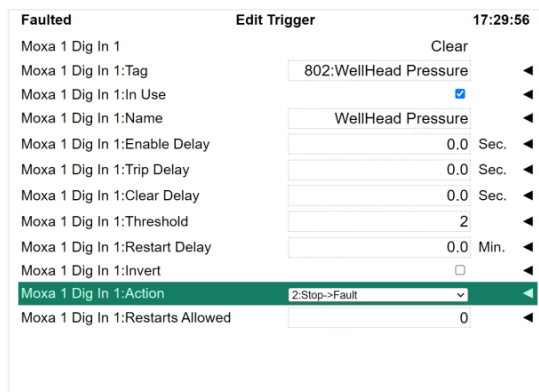 Faulted Edit Trigger 17:29:56
Moxa 1 Dig In 1 Clear
Moxa 1 Dig In 1:Tag 802:WellHead Pressure
Moxa 1 Dig In 1:In Use
Moxa 1 Dig In 1:Name WellHead Pressure
Moxa 1 Dig In 1:Enable Delay 0.0 Sec.
Moxa 1 Dig In 1:Trip Delay 0.0 Sec.
Moxa 1 Dig In 1:Clear Delay 0.0 Sec.
Moxa 1 Dig In 1:Threshold 2
Moxa 1 Dig In 1:Restart Delay 0.0 Min.
Moxa 1 Dig In 1:Invert
Moxa 1 Dig In 1:Action 2:Stop->Fault
Moxa 1 Dig In 1:Restarts Allowed 0